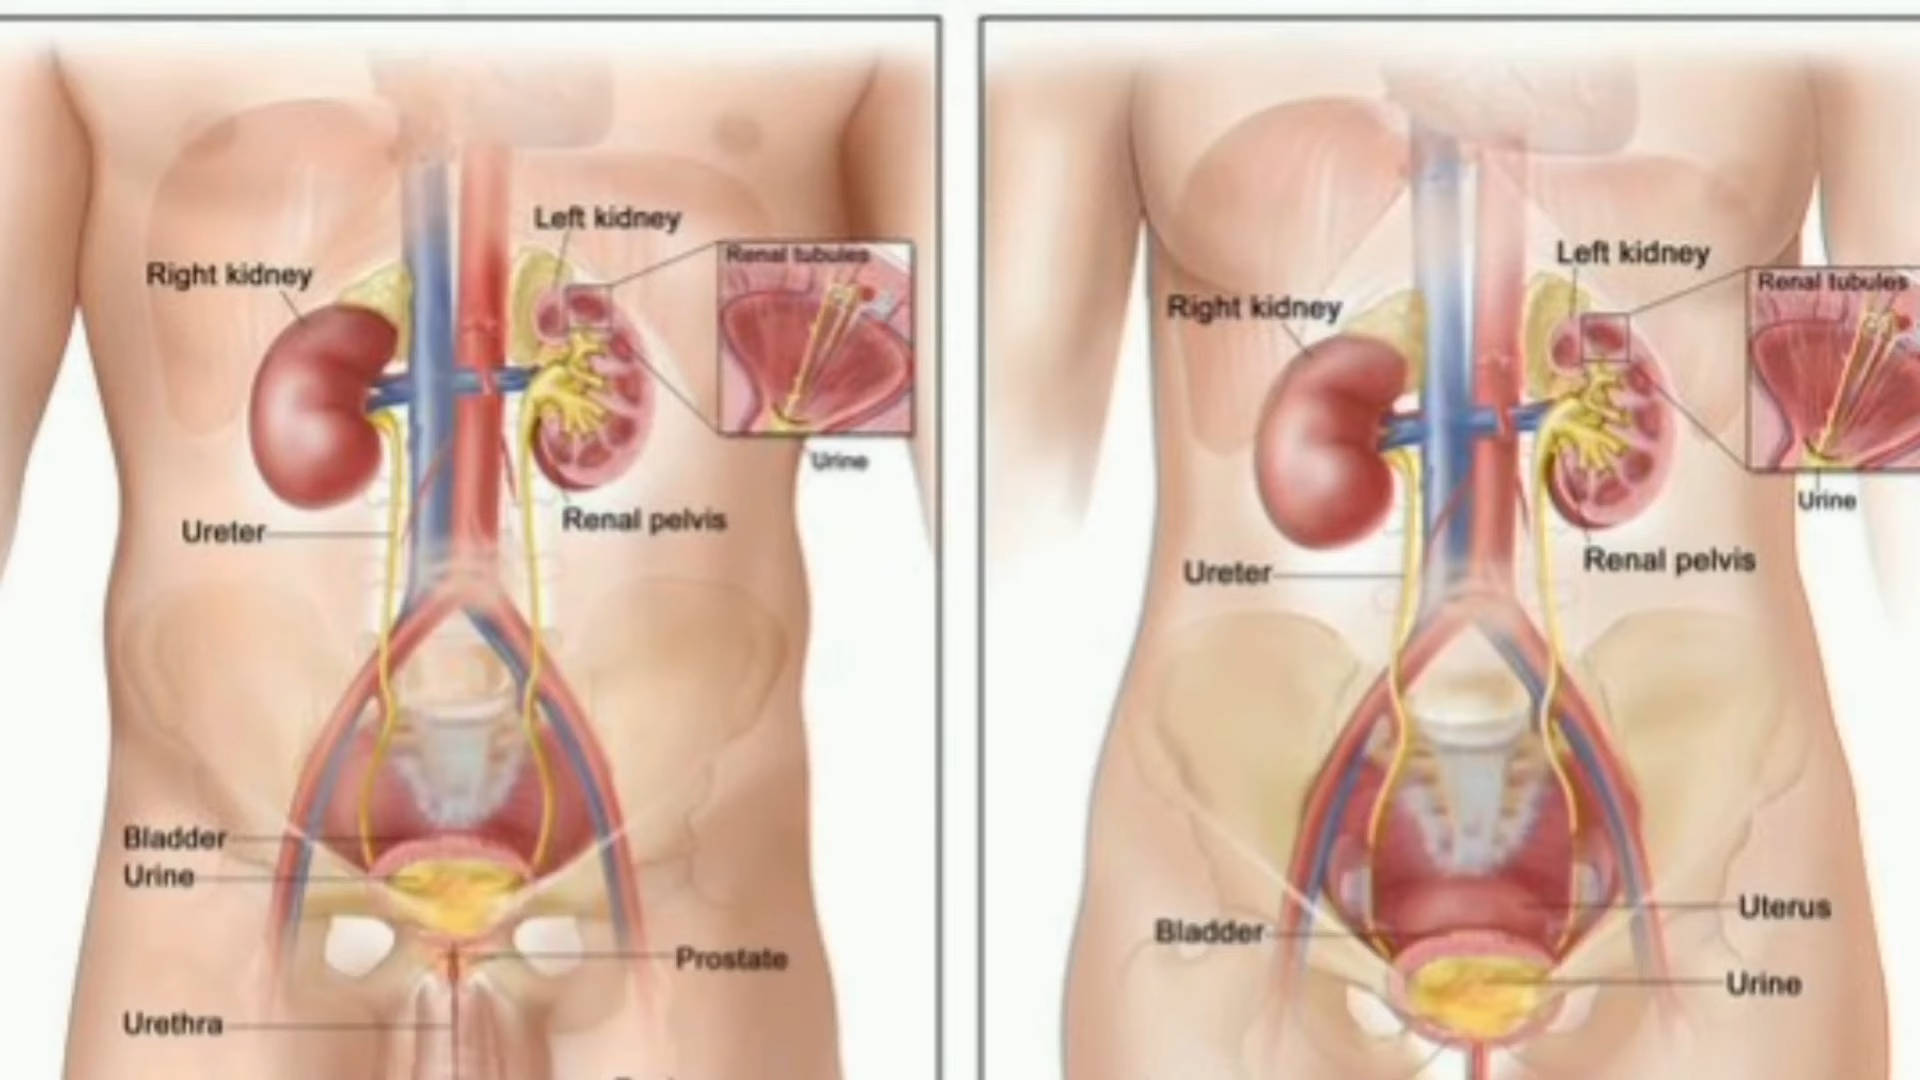 Left kidney
Renal tubules
Right kidney
Urine
Renal pelvis
Ureter
Bladder
Urine
Prostate
Urethra
Left kidney
Renal tubules
Right kidney
Urine
Renal pelvis
Ureter
Uterus
Bladder
Urine